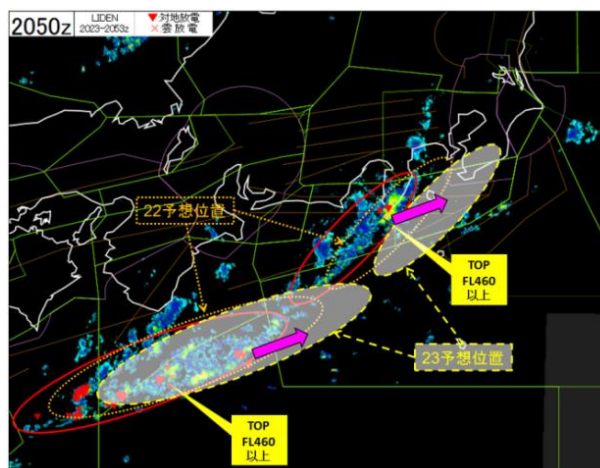 2050z
LIDEN
2023-2053z
▼対地放電
×雲放電
22予想位置
TOP
FL460
以上
23予想位置
TOP
FL460
以上